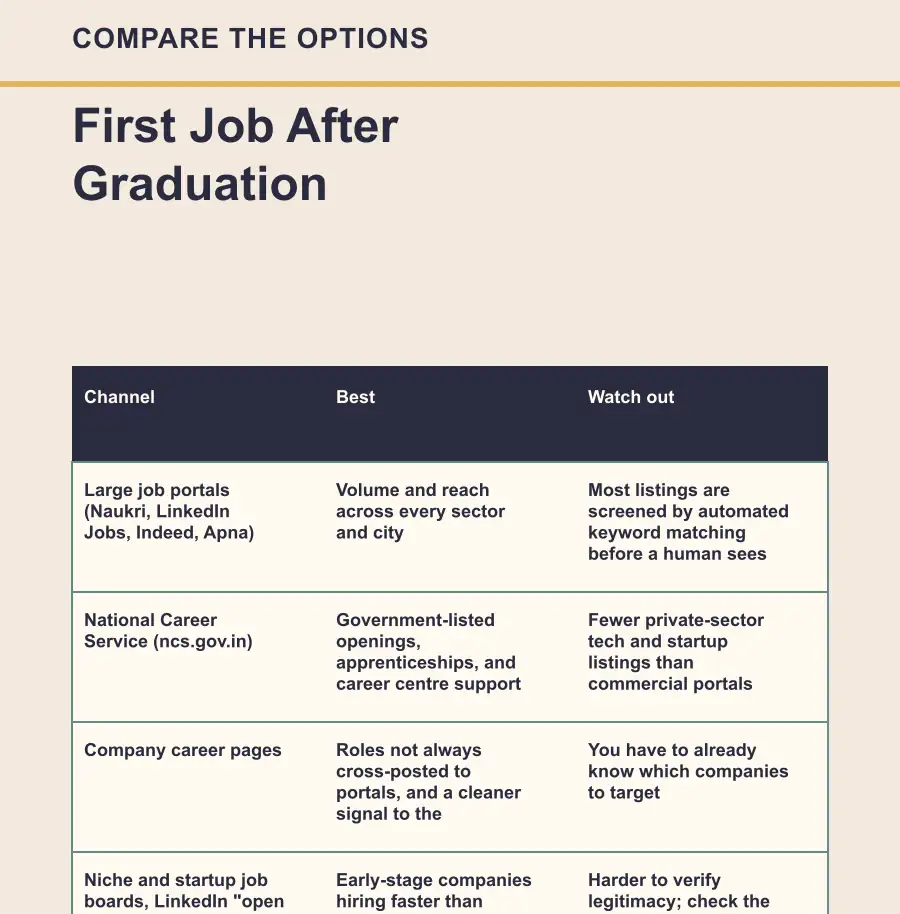 COMPARE THE OPTIONS
First Job After
Graduation
Channel
Best
Watch out
Large job portals
(Naukri, LinkedIn
Jobs, Indeed, Apna)
Volume and reach
across every sector
and city
Most listings are
screened by automated
keyword matching
before a human sees
National Career
Service (ncs.gov.in)
Government-listed
openings,
apprenticeships, and
career centre support
Fewer private-sector
tech and startup
listings than
commercial portals
Company career pages
Roles not always
cross-posted to
portals, and a cleaner
signal to the
You have to already
know which companies
to target
Niche and startup job
boards, LinkedIn "open
Early-stage companies
hiring faster than
Harder to verify
legitimacy; check the